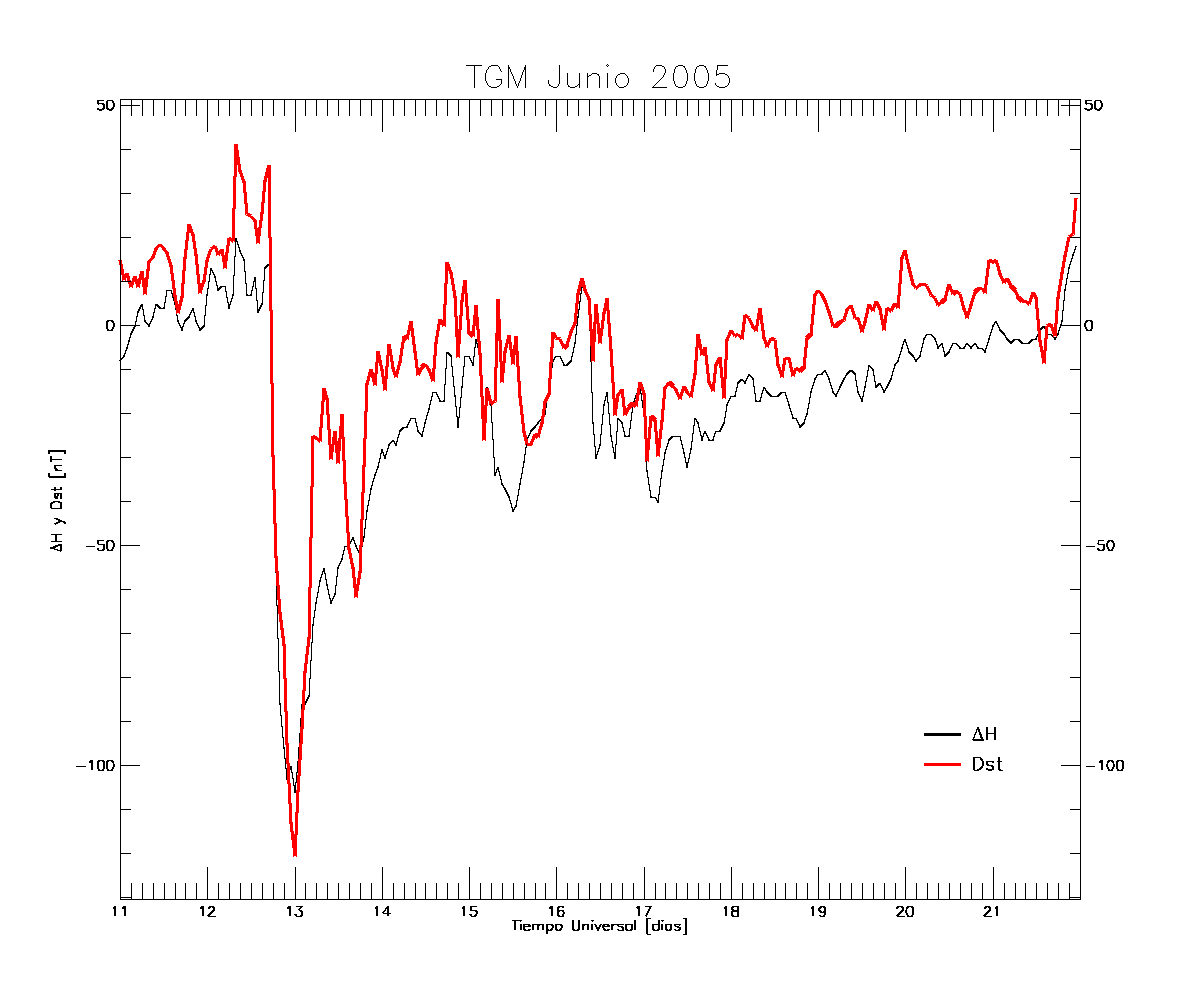 TGM Junio 2005
50 50
0 0
-50 -50
-100 -100
ΔH y Dst [nT]
ΔH
Dst
11 12 13 14 15 16 17 18 19 20 21
Tiempo Universal [dias]